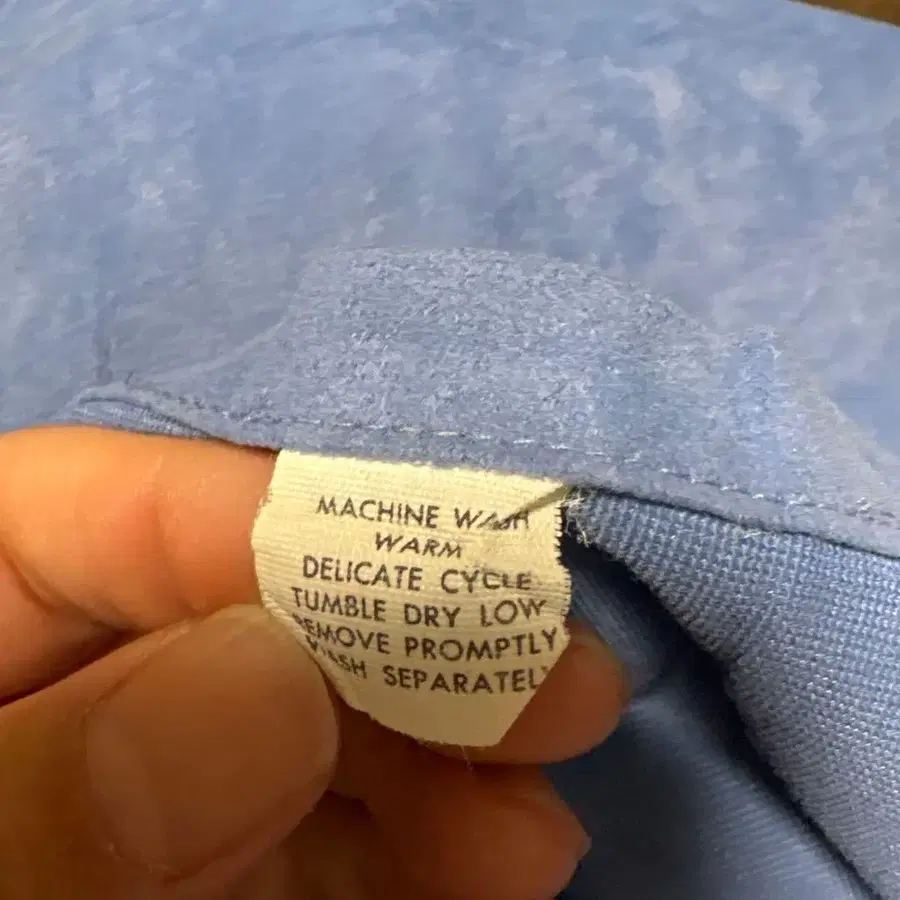 MACHINE WASH
WARM
DELICATE CYCLE
TUMBLE DRY LOW
REMOVE PROMPTLY
WASH SEPARATELY